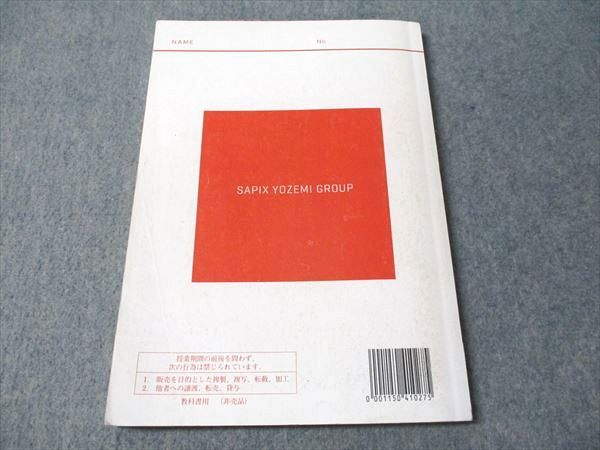 NAME No
SAPIX YOZEMI GROUP
授業期間の前後を問わず、
次の行為は禁じられています。
1. 販売を目的とした複製、複写、転載、加工
2. 他者への譲渡、転売、貸与
教科書用 (非売品)
0 001150 410275